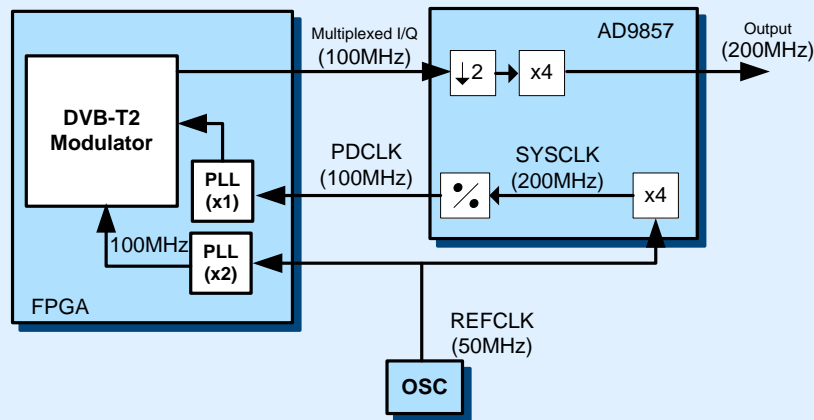 Multiplexed I/Q
(100MHz)
AD9857
Output
(200MHz)
↓2
x4
DVB-T2
Modulator
PDCLK
(100MHz)
SYSCLK
(200MHz)
PLL
(x1)
x4
100MHz
PLL
(x2)
FPGA
REFCLK
(50MHz)
OSC